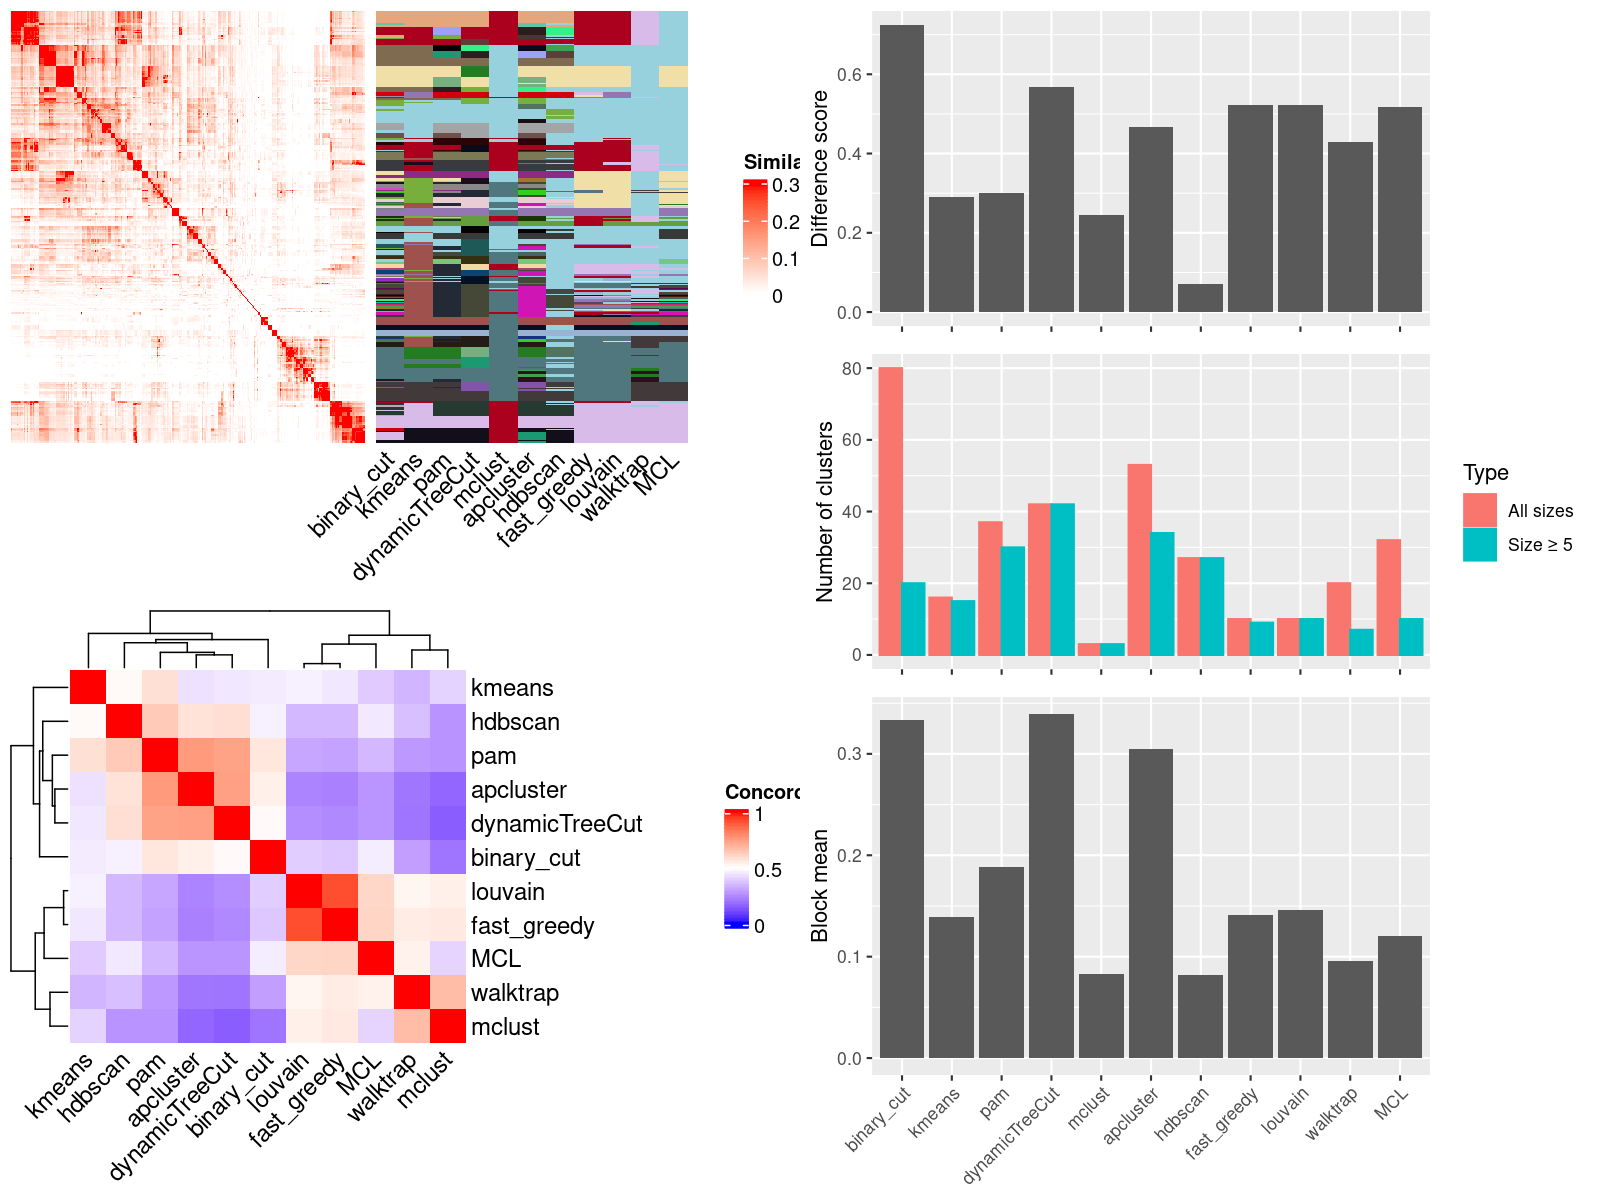 Simila
0.3
0.2
0.1
0
binary_cut
kmeans
pam
dynamicTreeCut
mclust
apcluster
hdbscan
fast_greedy
louvain
walktrap
MCL
kmeans
hdbscan
pam
apcluster
dynamicTreeCut
binary_cut
louvain
fast_greedy
MCL
walktrap
mclust
Concord
1
0.5
0
kmeans
hdbscan
pam
apcluster
dynamicTreeCut
binary_cut
louvain
fast_greedy
MCL
walktrap
mclust
Difference score
0.6
0.4
0.2
0.0
Number of clusters
80
60
40
20
0
Type
All sizes
Size ≥ 5
Block mean
0.3
0.2
0.1
0.0
binary_cut
kmeans
pam
dynamicTreeCut
mclust
apcluster
hdbscan
fast_greedy
louvain
walktrap
MCL